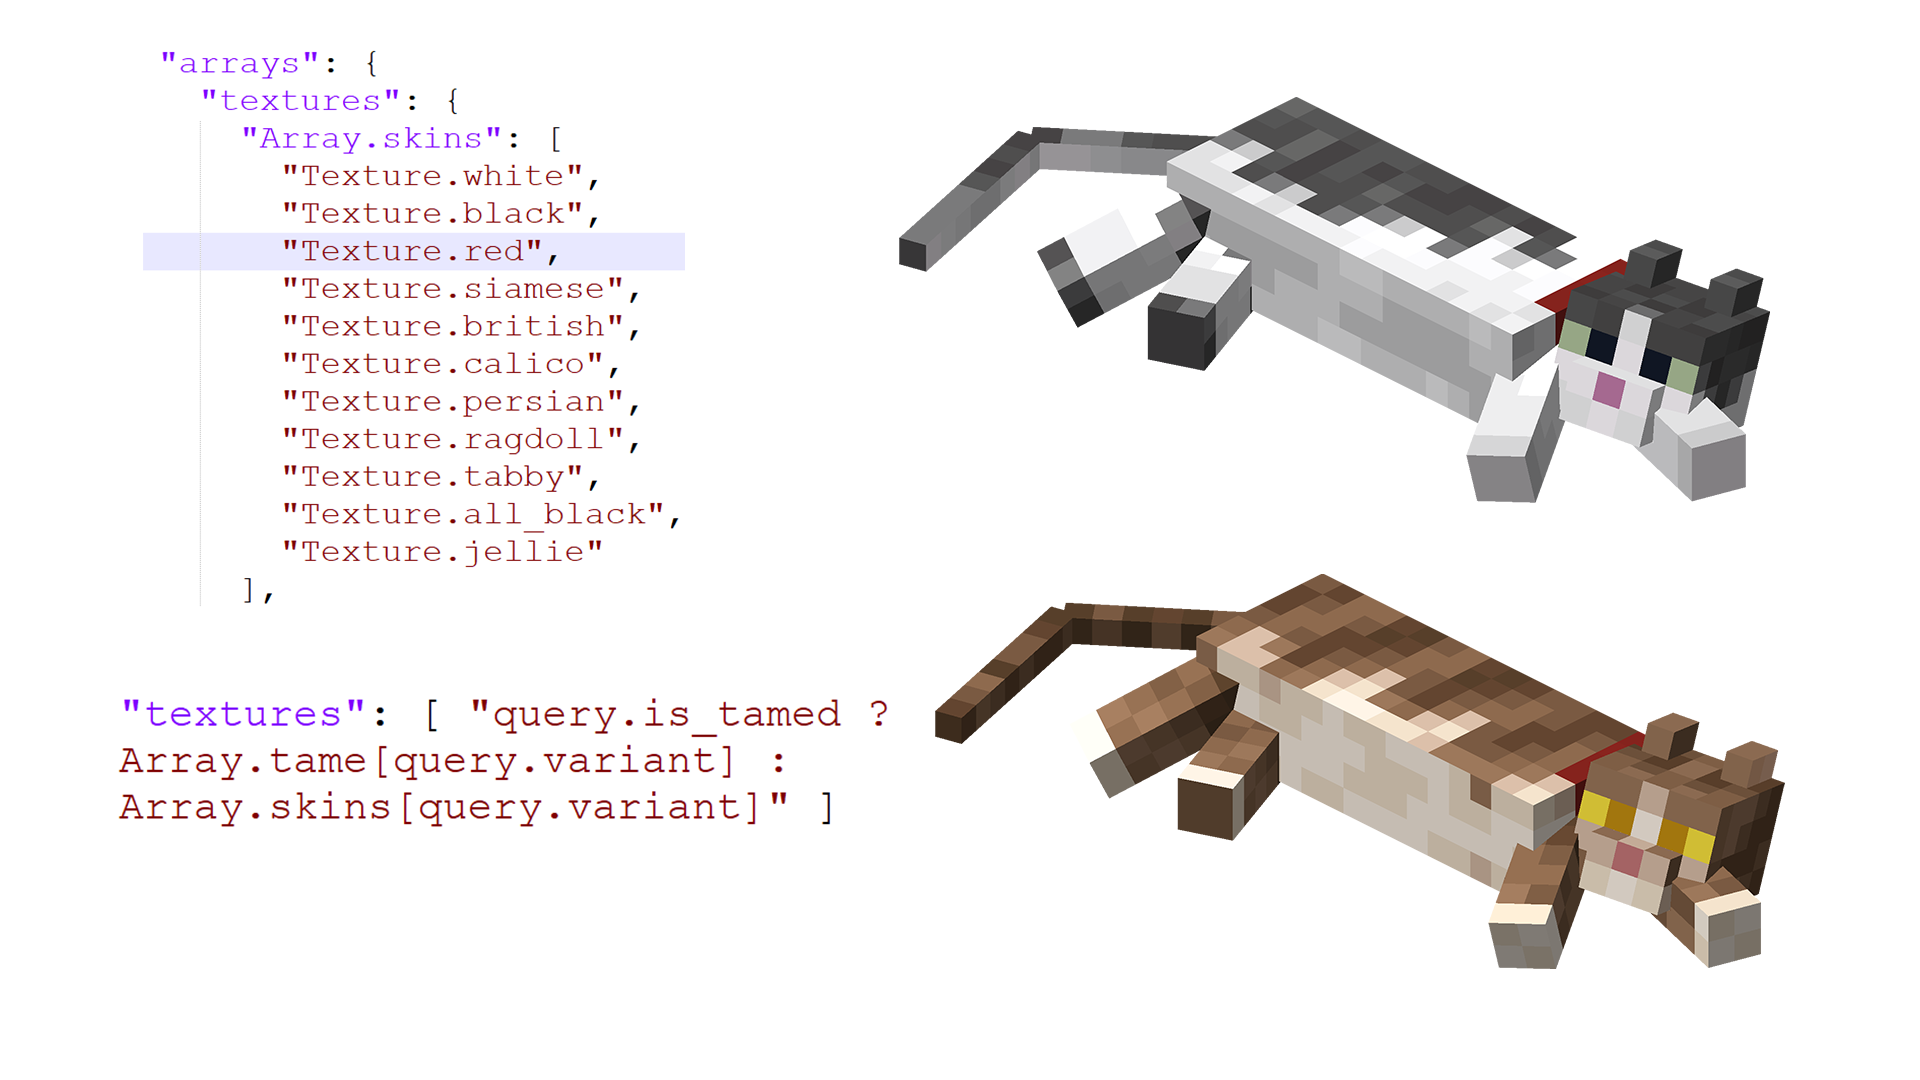 "arrays": {
"textures": {
"Array.skins": [
"Texture.white",
"Texture.black",
"Texture.red",
"Texture.siamese",
"Texture.british",
"Texture.calico",
"Texture.persian",
"Texture.ragdoll",
"Texture.tabby",
"Texture.all_black",
"Texture.jellie"
],
"textures": [ "query.is_tamed ?
Array.tame[query.variant] :
Array.skins[query.variant]" ]